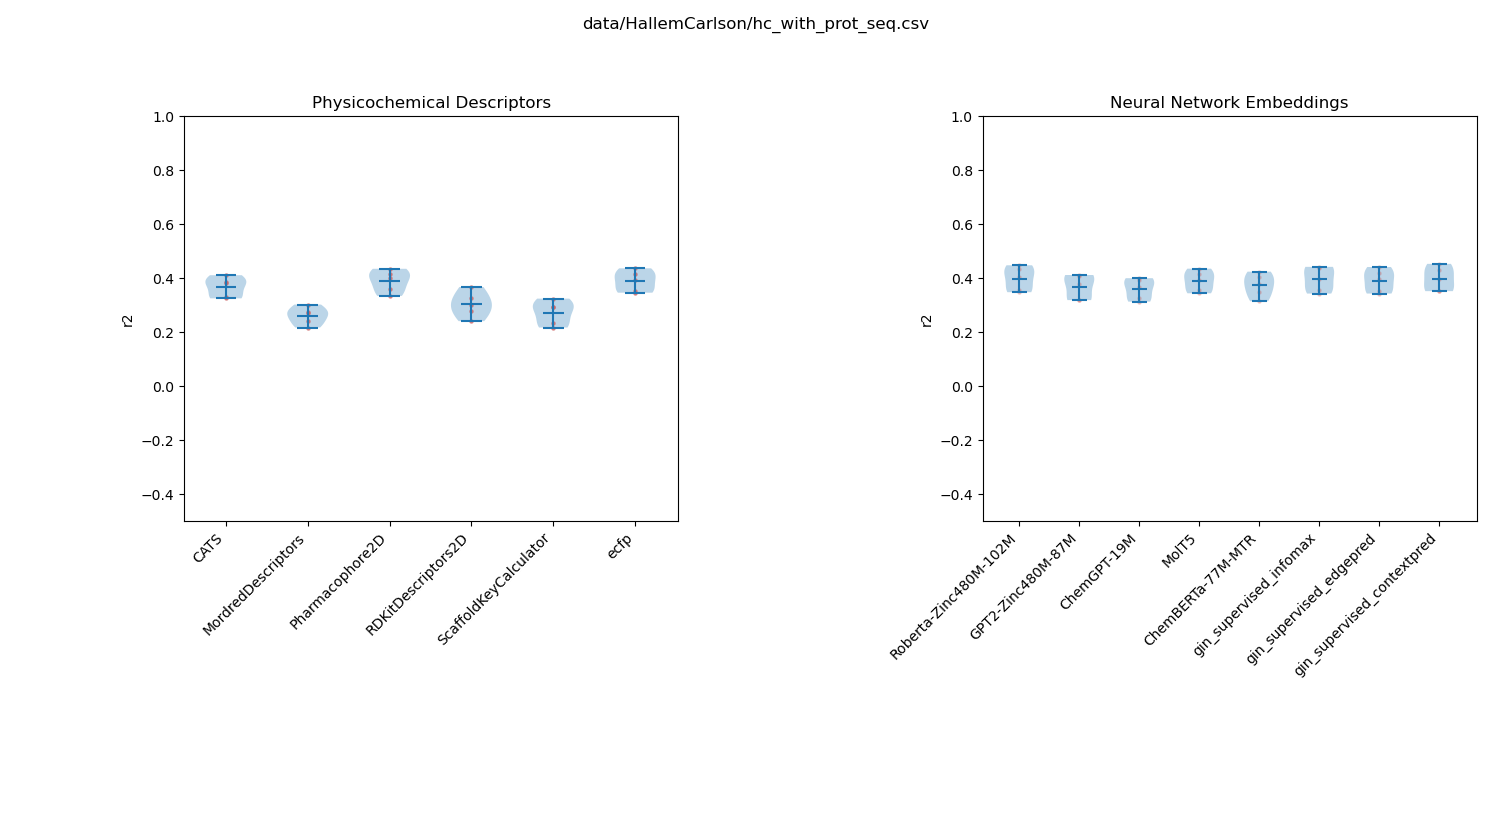 data/HallemCarlson/hc_with_prot_seq.csv
Physicochemical Descriptors
1.0
0.8
0.6
0.4
0.2
0.0
−0.2
−0.4
r2
CATS
MordredDescriptors
Pharmacophore2D
RDKitDescriptors2D
ScaffoldKeyCalculator
ecfp
Neural Network Embeddings
1.0
0.8
0.6
0.4
0.2
0.0
−0.2
−0.4
r2
Roberta-Zinc480M-102M
GPT2-Zinc480M-87M
ChemGPT-19M
MolT5
ChemBERTa-77M-MTR
gin_supervised_infomax
gin_supervised_edgepred
gin_supervised_contextpred